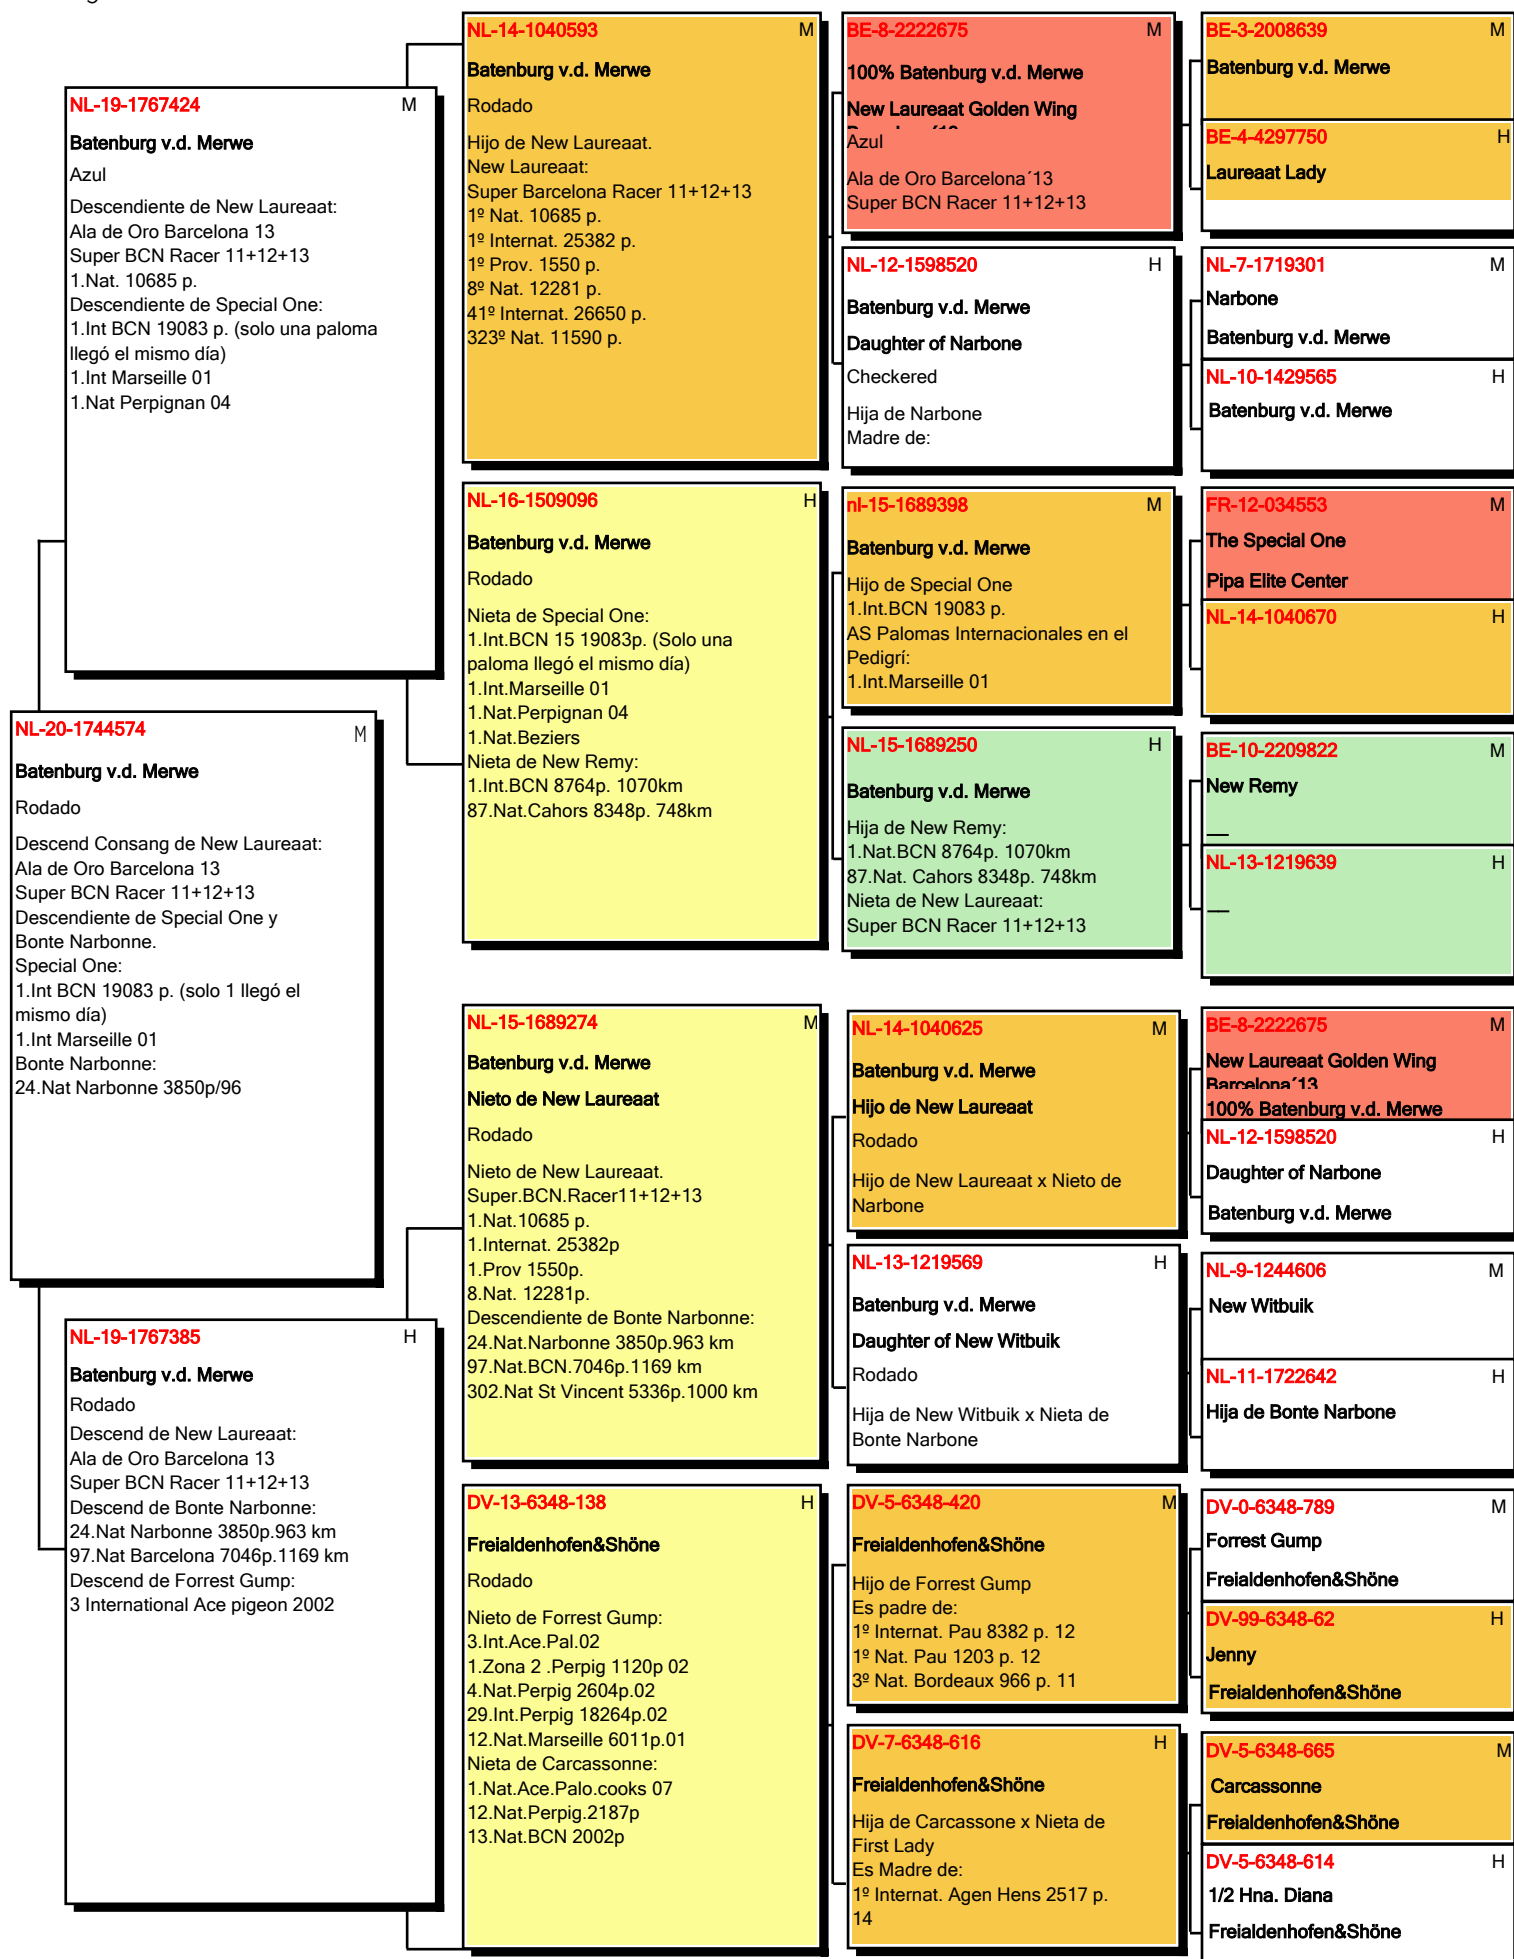 NL-20-1744574 M
Batenburg v.d. Merwe
Rodado
Descend Consang de New Laureaat:
Ala de Oro Barcelona 13
Super BCN Racer 11+12+13
Descendiente de Special One y
Bonte Narbonne.
Special One:
1.Int BCN 19083 p. (solo 1 llegó el
mismo día)
1.Int Marseille 01
Bonte Narbonne:
24.Nat Narbonne 3850p/96
NL-19-1767424 M
Batenburg v.d. Merwe
Azul
Descendiente de New Laureaat:
Ala de Oro Barcelona 13
Super BCN Racer 11+12+13
1.Nat. 10685 p.
Descendiente de Special One:
1.Int BCN 19083 p. (solo una paloma
llegó el mismo día)
1.Int Marseille 01
1.Nat Perpignan 04
NL-19-1767385 H
Batenburg v.d. Merwe
Rodado
Descend de New Laureaat:
Ala de Oro Barcelona 13
Super BCN Racer 11+12+13
Descend de Bonte Narbonne:
24.Nat Narbonne 3850p.963 km
97.Nat Barcelona 7046p.1169 km
Descend de Forrest Gump:
3 International Ace pigeon 2002
NL-14-1040593 M
Batenburg v.d. Merwe
Rodado
Hijo de New Laureaat.
New Laureaat:
Super Barcelona Racer 11+12+13
1º Nat. 10685 p.
1º Internat. 25382 p.
1º Prov. 1550 p.
8º Nat. 12281 p.
41º Internat. 26650 p.
323º Nat. 11590 p.
NL-16-1509096 H
Batenburg v.d. Merwe
Rodado
Nieta de Special One:
1.Int.BCN 15 19083p. (Solo una
paloma llegó el mismo día)
1.Int.Marseille 01
1.Nat.Perpignan 04
1.Nat.Beziers
Nieta de New Remy:
1.Int.BCN 8764p. 1070km
87.Nat.Cahors 8348p. 748km
NL-15-1689274 M
Batenburg v.d. Merwe
Nieto de New Laureaat
Rodado
Nieto de New Laureaat.
Super.BCN.Racer11+12+13
1.Nat.10685 p.
1.Internat. 25382p
1.Prov 1550p.
8.Nat. 12281p.
Descendiente de Bonte Narbonne:
24.Nat.Narbonne 3850p.963 km
97.Nat.BCN.7046p.1169 km
302.Nat St Vincent 5336p.1000 km
DV-13-6348-138 H
Freialdenhofen&Shöne
Rodado
Nieto de Forrest Gump:
3.Int.Ace.Pal.02
1.Zona 2 .Perpig 1120p 02
4.Nat.Perpig 2604p.02
29.Int.Perpig 18264p.02
12.Nat.Marseille 6011p.01
Nieta de Carcassonne:
1.Nat.Ace.Palo.cooks 07
12.Nat.Perpig.2187p
13.Nat.BCN 2002p
BE-8-2222675 M
100% Batenburg v.d. Merwe
New Laureaat Golden Wing
Azul
Ala de Oro Barcelona´13
Super BCN Racer 11+12+13
NL-12-1598520 H
Batenburg v.d. Merwe
Daughter of Narbone
Checkered
Hija de Narbone
Madre de:
nl-15-1689398 M
Batenburg v.d. Merwe
Hijo de Special One
1.Int.BCN 19083 p.
AS Palomas Internacionales en el
Pedigrí:
1.Int.Marseille 01
NL-15-1689250 H
Batenburg v.d. Merwe
Hija de New Remy:
1.Nat.BCN 8764p. 1070km
87.Nat. Cahors 8348p. 748km
Nieta de New Laureaat:
Super BCN Racer 11+12+13
NL-14-1040625 M
Batenburg v.d. Merwe
Hijo de New Laureaat
Rodado
Hijo de New Laureaat x Nieto de
Narbone
NL-13-1219569 H
Batenburg v.d. Merwe
Daughter of New Witbuik
Rodado
Hija de New Witbuik x Nieta de
Bonte Narbone
DV-5-6348-420 M
Freialdenhofen&Shöne
Hijo de Forrest Gump
Es padre de:
1º Internat. Pau 8382 p. 12
1º Nat. Pau 1203 p. 12
3º Nat. Bordeaux 966 p. 11
DV-7-6348-616 H
Freialdenhofen&Shöne
Hija de Carcassone x Nieta de
First Lady
Es Madre de:
1º Internat. Agen Hens 2517 p.
14
BE-3-2008639 M
Batenburg v.d. Merwe
BE-4-4297750 H
Laureaat Lady
NL-7-1719301 M
Narbone
Batenburg v.d. Merwe
NL-10-1429565 H
Batenburg v.d. Merwe
FR-12-034553 M
The Special One
Pipa Elite Center
NL-14-1040670 H
BE-10-2209822 M
New Remy
__
NL-13-1219639 H
__
BE-8-2222675 M
New Laureaat Golden Wing
Barcelona´13
100% Batenburg v.d. Merwe
NL-12-1598520 H
Daughter of Narbone
Batenburg v.d. Merwe
NL-9-1244606 M
New Witbuik
NL-11-1722642 H
Hija de Bonte Narbone
DV-0-6348-789 M
Forrest Gump
Freialdenhofen&Shöne
DV-99-6348-62 H
Jenny
Freialdenhofen&Shöne
DV-5-6348-665 M
Carcassonne
Freialdenhofen&Shöne
DV-5-6348-614 H
1/2 Hna. Diana
Freialdenhofen&Shöne